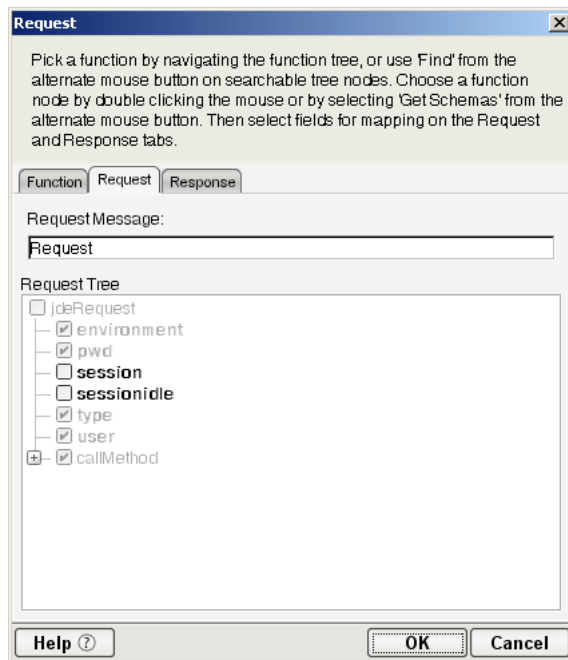 Request
Pick a function by navigating the function tree, or use 'Find' from the
alternate mouse button on searchable tree nodes. Choose a function
node by double clicking the mouse or by selecting 'Get Schemas' from the
alternate mouse button. Then select fields for mapping on the Request
and Response tabs.
Function Request Response
Request Message:
Request
Request Tree
jdeRequest
environment
pwd
session
sessionidle
type
user
callMethod
Help ? OK Cancel